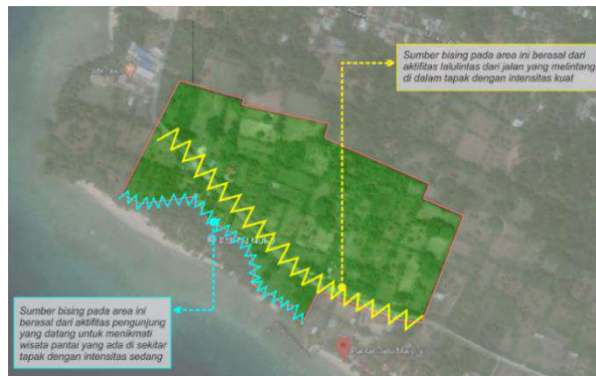 Sumber bising pada area ini berasal dari
aktifitas lalulintas dari jalan yang melintang
di dalam tapak dengan intensitas kuat
Sumber bising pada area ini
berasal dari aktifitas pengunjung
yang datang untuk menikmati
wisata pantai yang ada di sekitar
tapak dengan intensitas sedang
Pantai